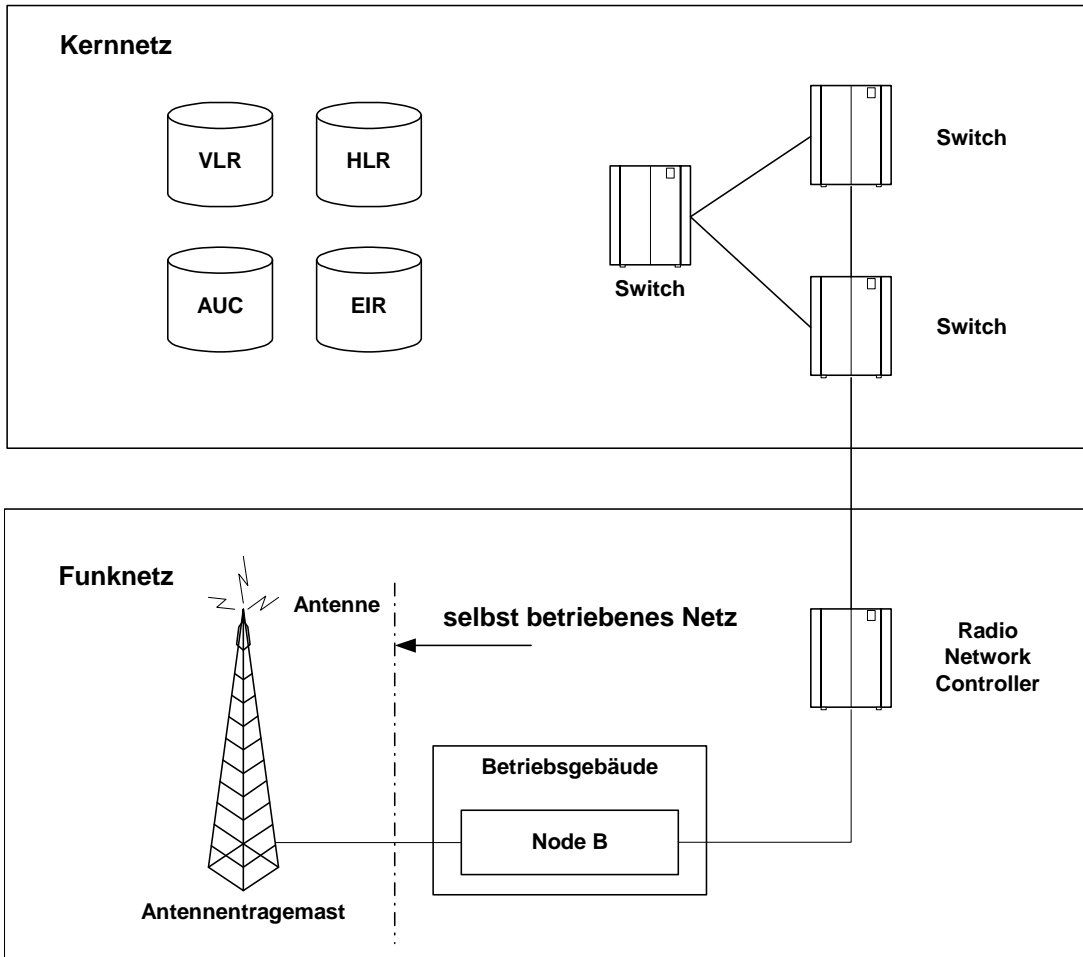 Kernnetz
VLR
HLR
AUC
EIR
Switch
Switch
Switch
Funknetz
Antenne
selbst betriebenes Netz
Radio
Network
Controller
Betriebsgebäude
Node B
Antennentragemast